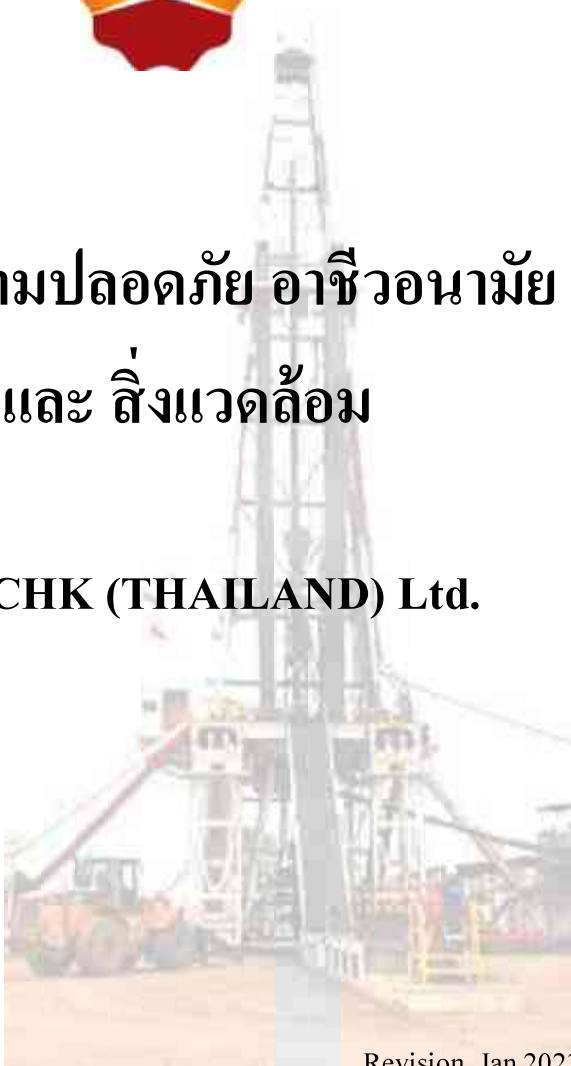 ามปลอดภัย อาชีวอนามัย
และ สิ่งแวดล้อม
CHK (THAILAND) Ltd.
Revision Jan 202